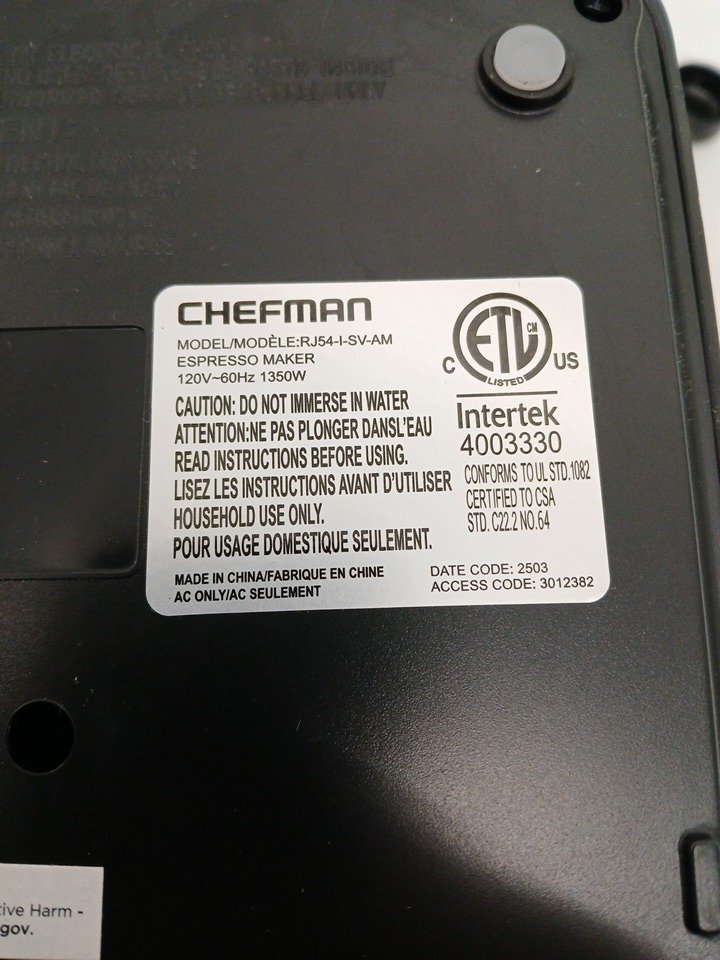 CHEFMAN
MODEL/MODÈLE:RJ54-I-SV-AM
ESPRESSO MAKER
120V~60Hz 1350W
CAUTION: DO NOT IMMERSE IN WATER
ATTENTION:NE PAS PLONGER DANSL'EAU
READ INSTRUCTIONS BEFORE USING.
LISEZ LES INSTRUCTIONS AVANT D'UTILISER
HOUSEHOLD USE ONLY.
POUR USAGE DOMESTIQUE SEULEMENT.
MADE IN CHINA/FABRIQUE EN CHINE
AC ONLY/AC SEULEMENT
ETL CM
LISTED
C US
Intertek
4003330
CONFORMS TO UL STD.1082
CERTIFIED TO CSA
STD. C22.2 NO.64
DATE CODE: 2503
ACCESS CODE: 3012382
tive Harm -
gov.